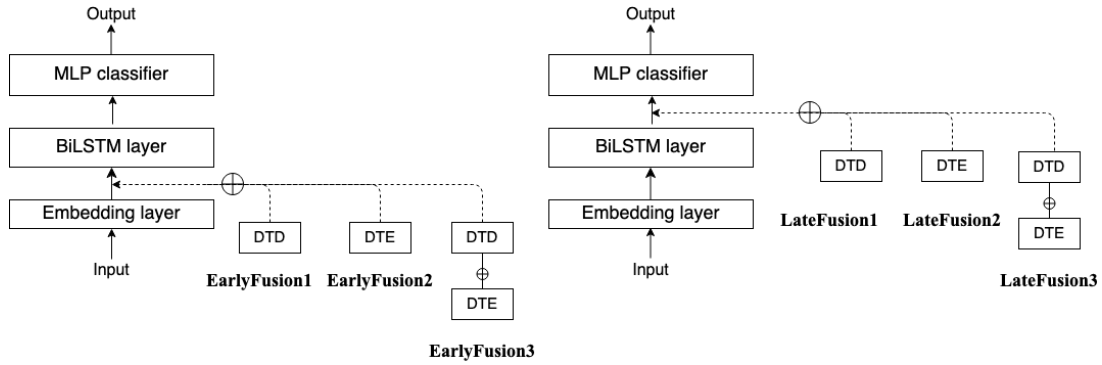 Output
MLP classifier
BiLSTM layer
Embedding layer
Input
DTD
DTE
DTD
EarlyFusion1
EarlyFusion2
DTE
EarlyFusion3
Output
MLP classifier
BiLSTM layer
Embedding layer
Input
DTD
DTE
DTD
LateFusion1
LateFusion2
DTE
LateFusion3